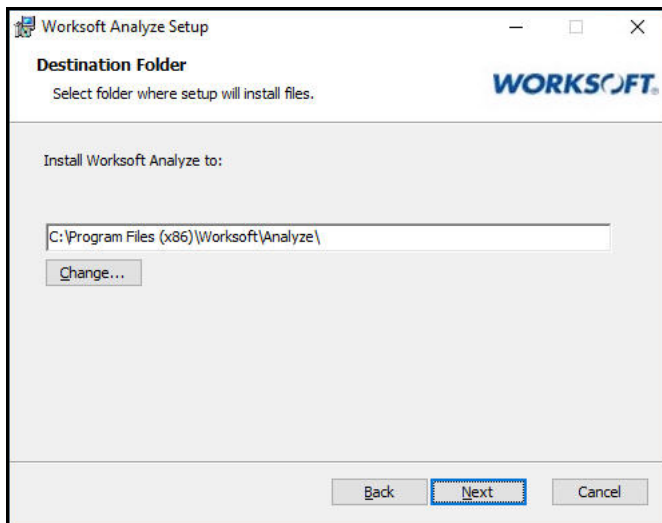 Worksoft Analyze Setup
Destination Folder
Select folder where setup will install files.
WORKSOFT®
Install Worksoft Analyze to:
C:\Program Files (x86)\Worksoft\Analyze\
Change...
Back Next Cancel